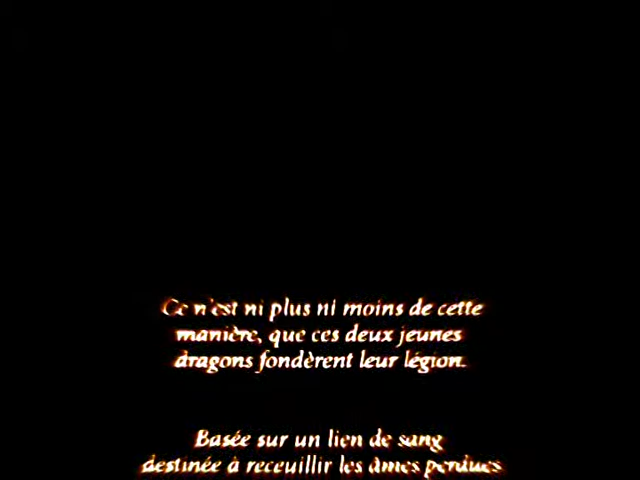 Ce n'est ni plus ni moins de cette
manière, que ces deux jeunes
dragons fondèrent leur légion.
Basée sur un lien de sang
destinée à receuillir les âmes perdues